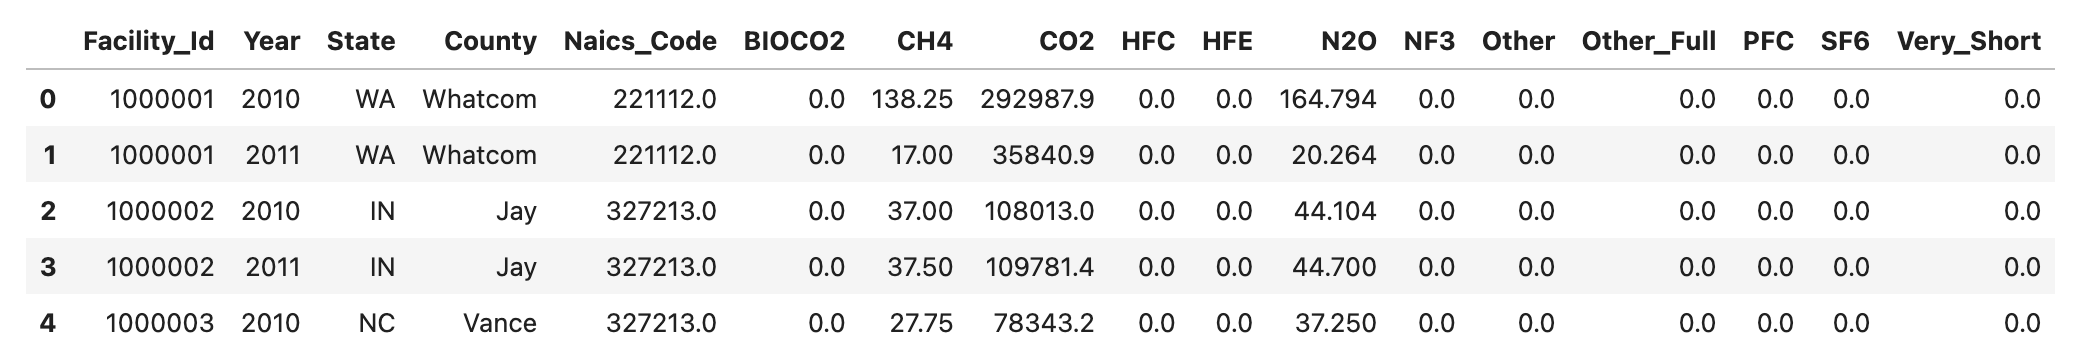 Facility_Id Year State County Naics_Code BIOCO2 CH4 CO2 HFC HFE N2O NF3 Other Other_Full PFC SF6 Very_Short
0 1000001 2010 WA Whatcom 221112.0 0.0 138.25 292987.9 0.0 0.0 164.794 0.0 0.0 0.0 0.0 0.0 0.0
1 1000001 2011 WA Whatcom 221112.0 0.0 17.00 35840.9 0.0 0.0 20.264 0.0 0.0 0.0 0.0 0.0 0.0
2 1000002 2010 IN Jay 327213.0 0.0 37.00 108013.0 0.0 0.0 44.104 0.0 0.0 0.0 0.0 0.0 0.0
3 1000002 2011 IN Jay 327213.0 0.0 37.50 109781.4 0.0 0.0 44.700 0.0 0.0 0.0 0.0 0.0 0.0
4 1000003 2010 NC Vance 327213.0 0.0 27.75 78343.2 0.0 0.0 37.250 0.0 0.0 0.0 0.0 0.0 0.0